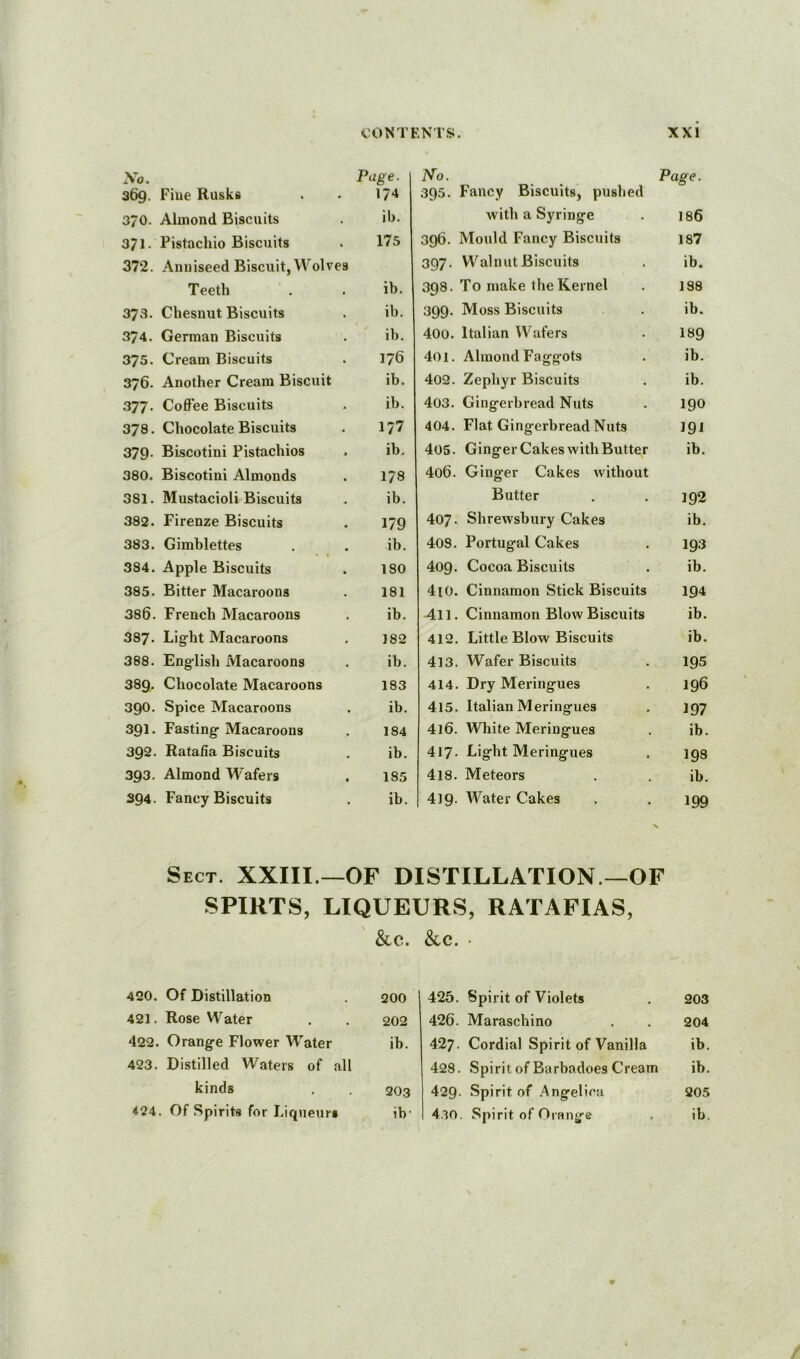 CONTENTS. xxi
No. Page.
369. Fine Rusks . . 174
370. Almond Biscuits . ib.
371. Pistachio Biscuits . 175
372. Anniseed Biscuit, Wolves
Teeth . . ib.
373. Chesnut Biscuits . ib.
374. German Biscuits . ib.
375. Cream Biscuits . 176
376. Another Cream Biscuit ib.
377. Coffee Biscuits . ib.
378. Chocolate Biscuits . 177
379. Biscotini Pistachios . ib.
380. Biscotini Almonds . 178
381. Mustacioli Biscuits . ib.
382. Firenze Biscuits . 179
383. Gimblettes . . ib.
384. Apple Biscuits . 180
385. Bitter Macaroons . 181
386. French Macaroons . ib.
387. Light Macaroons . 182
388. English Macaroons . ib.
389. Chocolate Macaroons 183
390. Spice Macaroons . ib.
391. Fasting Macaroons . 184
392. Ratafia Biscuits . ib.
393. Almond Wafers . 185
394. Fancy Biscuits . ib.
No. Page.
395. Fancy Biscuits, pushed
with a Syringe . 186
396. Mould Fancy Biscuits 187
397. Walnut Biscuits . ib.
398. To make the Kernel . 188
399. Moss Biscuits . ib.
400. Italian Wafers . 189
401. Almond Faggots . ib.
402. Zephyr Biscuits . ib.
403. Gingerbread Nuts . 190
404. Flat Gingerbread Nuts 191
405. Ginger Cakes with Butter ib.
406. Ginger Cakes without
Butter . . 192
407. Shrewsbury Cakes ib.
408. Portugal Cakes . 193
409. Cocoa Biscuits . ib.
410. Cinnamon Stick Biscuits 194
411. Cinnamon Blow Biscuits ib.
412. Little Blow Biscuits ib.
413. Wafer Biscuits . 195
414. Dry Meringues . 196
415. Italian Meringues . 197
416. White Meringues . ib.
417. Light Meringues . 198
418. Meteors . . ib.
419. Water Cakes . . 199
Sect. XXIII.—OF DISTILLATION.—OF
SPIRTS, LIQUEURS, RATAFIAS,
&c. &c.
420. Of Distillation . 200
421. Rose Water . . 202
422. Orange Flower Water ib.
423. Distilled Waters of all
kinds . . 203
424. Of Spirits for Liqueurs ib.
425. Spirit of Violets . 203
426. Maraschino . . 204
427. Cordial Spirit of Vanilla ib.
428. Spirit of Barbadoes Cream ib.
429. Spirit of Angelica 205
430. Spirit of Orange . ib.